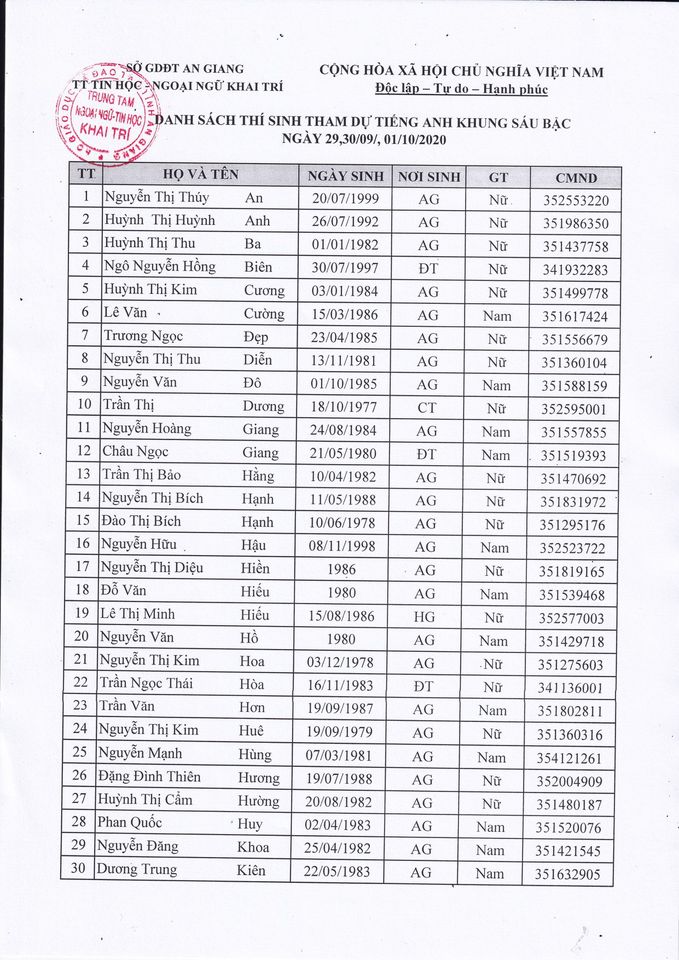 SỞ GDĐT AN GIANG
TT TIN HỌC - NGOẠI NGỮ KHAI TRÍ
CỘNG HÒA XÃ HỘI CHỦ NGHĨA VIỆT NAM
Độc lập – Tự do – Hạnh phúc
TRUNG TÂM
NGOẠI NGỮ-TIN HỌC
KHAI TRÍ
DANH SÁCH THÍ SINH THAM DỰ TIẾNG ANH KHUNG SÁU BẬC
NGÀY 29,30/09/, 01/10/2020
TT HỌ VÀ TÊN NGÀY SINH NƠI SINH GT CMND
1 Nguyễn Thị Thúy An 20/07/1999 AG Nữ 352553220
2 Huỳnh Thị Huỳnh Anh 26/07/1992 AG Nữ 351986350
3 Huỳnh Thị Thu Ba 01/01/1982 AG Nữ 351437758
4 Ngô Nguyễn Hồng Biên 30/07/1997 ĐT Nữ 341932283
5 Huỳnh Thị Kim Cương 03/01/1984 AG Nữ 351499778
6 Lê Văn Cường 15/03/1986 AG Nam 351617424
7 Trương Ngọc Đẹp 23/04/1985 AG Nữ 351556679
8 Nguyễn Thị Thu Diễn 13/11/1981 AG Nữ 351360104
9 Nguyễn Văn Đô 01/10/1985 AG Nam 351588159
10 Trần Thị Dương 18/10/1977 CT Nữ 352595001
11 Nguyễn Hoàng Giang 24/08/1984 AG Nam 351557855
12 Châu Ngọc Giang 21/05/1980 ĐT Nam 351519393
13 Trần Thị Bảo Hằng 10/04/1982 AG Nữ 351470692
14 Nguyễn Thị Bích Hạnh 11/05/1988 AG Nữ 351831972
15 Đào Thị Bích Hạnh 10/06/1978 AG Nữ 351295176
16 Nguyễn Hữu Hậu 08/11/1998 AG Nam 352523722
17 Nguyễn Thị Diệu Hiền 1986 AG Nữ 351819165
18 Đỗ Văn Hiếu 1980 AG Nam 351539468
19 Lê Thị Minh Hiếu 15/08/1986 HG Nữ 352577003
20 Nguyễn Văn Hồ 1980 AG Nam 351429718
21 Nguyễn Thị Kim Hoa 03/12/1978 AG Nữ 351275603
22 Trần Ngọc Thái Hòa 16/11/1983 ĐT Nữ 341136001
23 Trần Văn Hơn 19/09/1987 AG Nam 351802811
24 Nguyễn Thị Kim Huê 19/09/1979 AG Nữ 351360316
25 Nguyễn Mạnh Hùng 07/03/1981 AG Nam 354121261
26 Đặng Đình Thiên Hương 19/07/1988 AG Nữ 352004909
27 Huỳnh Thị Cẩm Hường 20/08/1982 AG Nữ 351480187
28 Phan Quốc Huy 02/04/1983 AG Nam 351520076
29 Nguyễn Đăng Khoa 25/04/1982 AG Nam 351421545
30 Dương Trung Kiên 22/05/1983 AG Nam 351632905